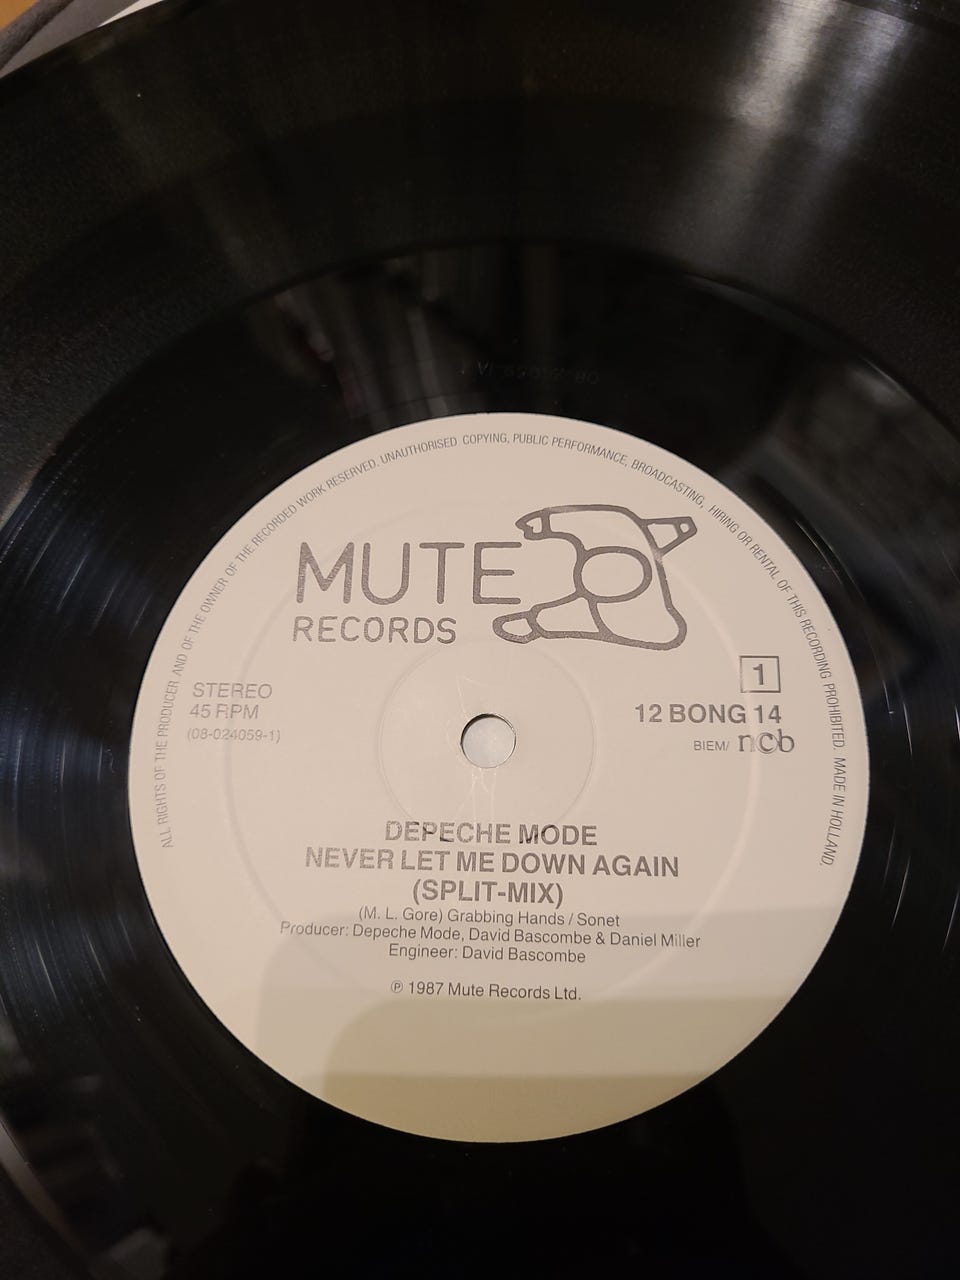 ALL RIGHTS OF THE PRODUCER AND OF THE OWNER OF THE RECORDED WORK RESERVED. UNAUTHORISED COPYING, PUBLIC PERFORMANCE, BROADCASTING, HIRING OR RENTAL OF THIS RECORDING PROHIBITED. MADE IN HOLLAND.
MUTE
RECORDS
1
STEREO
45 RPM
(08-024059-1)
12 BONG 14
BIEM/ ncb
DEPECHE MODE
NEVER LET ME DOWN AGAIN
(SPLIT-MIX)
(M. L. Gore) Grabbing Hands / Sonet
Producer: Depeche Mode, David Bascombe & Daniel Miller
Engineer: David Bascombe
℗ 1987 Mute Records Ltd.